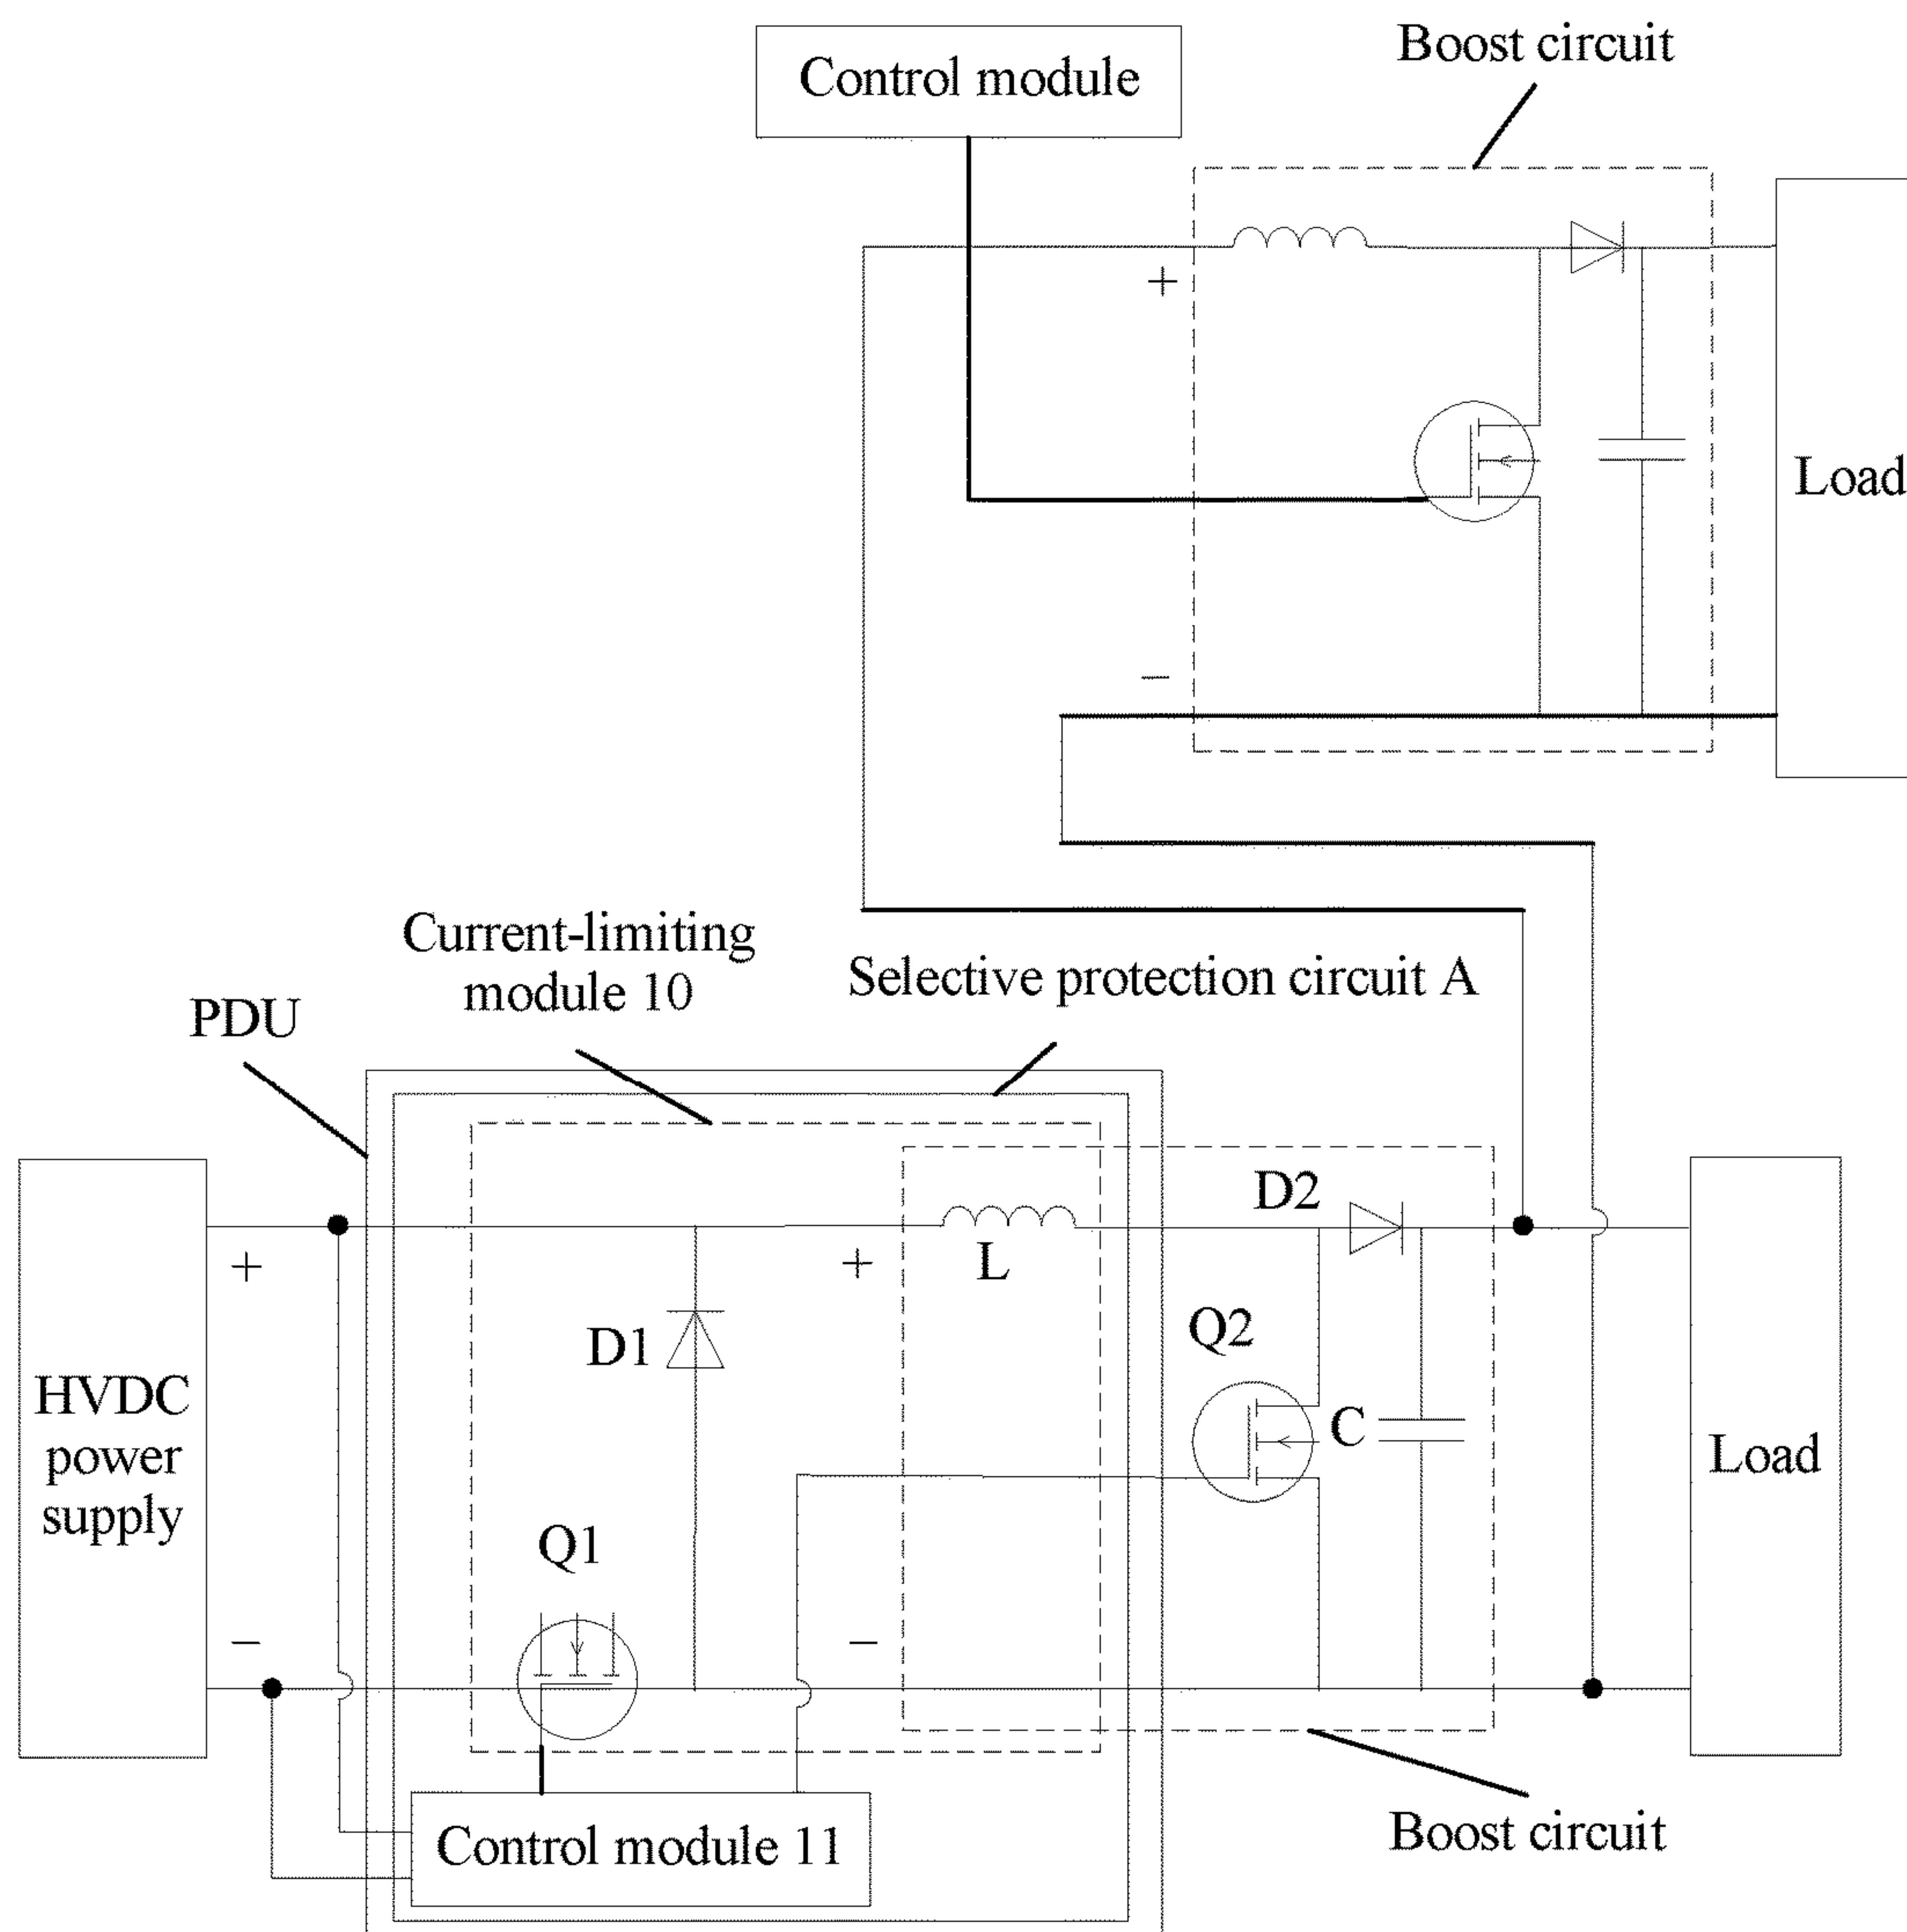 Boost circuit
Control module
+
Load
−
Current-limiting
module 10
Selective protection circuit A
PDU
D2
+
+
L
Q2
D1
C
HVDC
power
supply
Load
Q1
−
−
Control module 11
Boost circuit